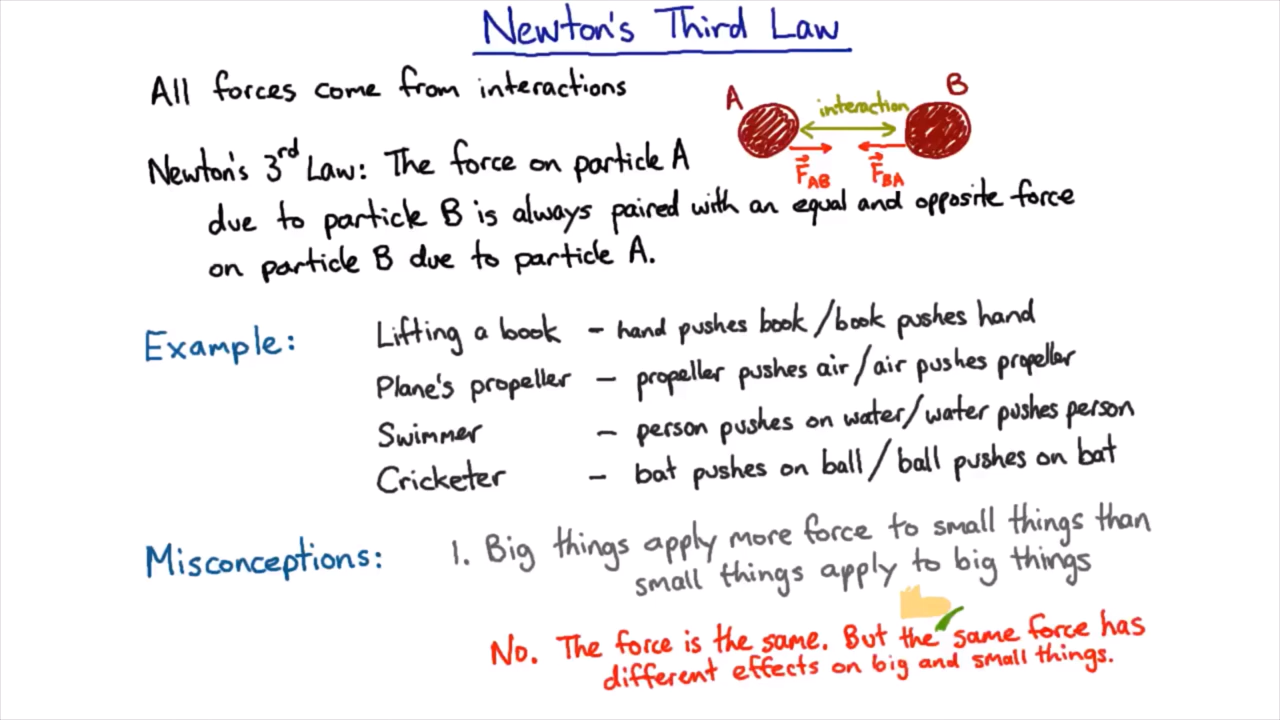 Newton's Third Law
All forces come from interactions
A
B
interaction
F AB
F BA
Newton's 3rd Law: The force on particle A
due to particle B is always paired with an equal and opposite force
on particle B due to particle A.
Example:
Lifting a book – hand pushes book / book pushes hand
Plane's propeller – propeller pushes air / air pushes propeller
Swimmer – person pushes on water / water pushes person
Cricketer – bat pushes on ball / ball pushes on bat
Misconceptions:
1. Big things apply more force to small things than
small things apply to big things
No. The force is the same. But the same force has
different effects on big and small things.